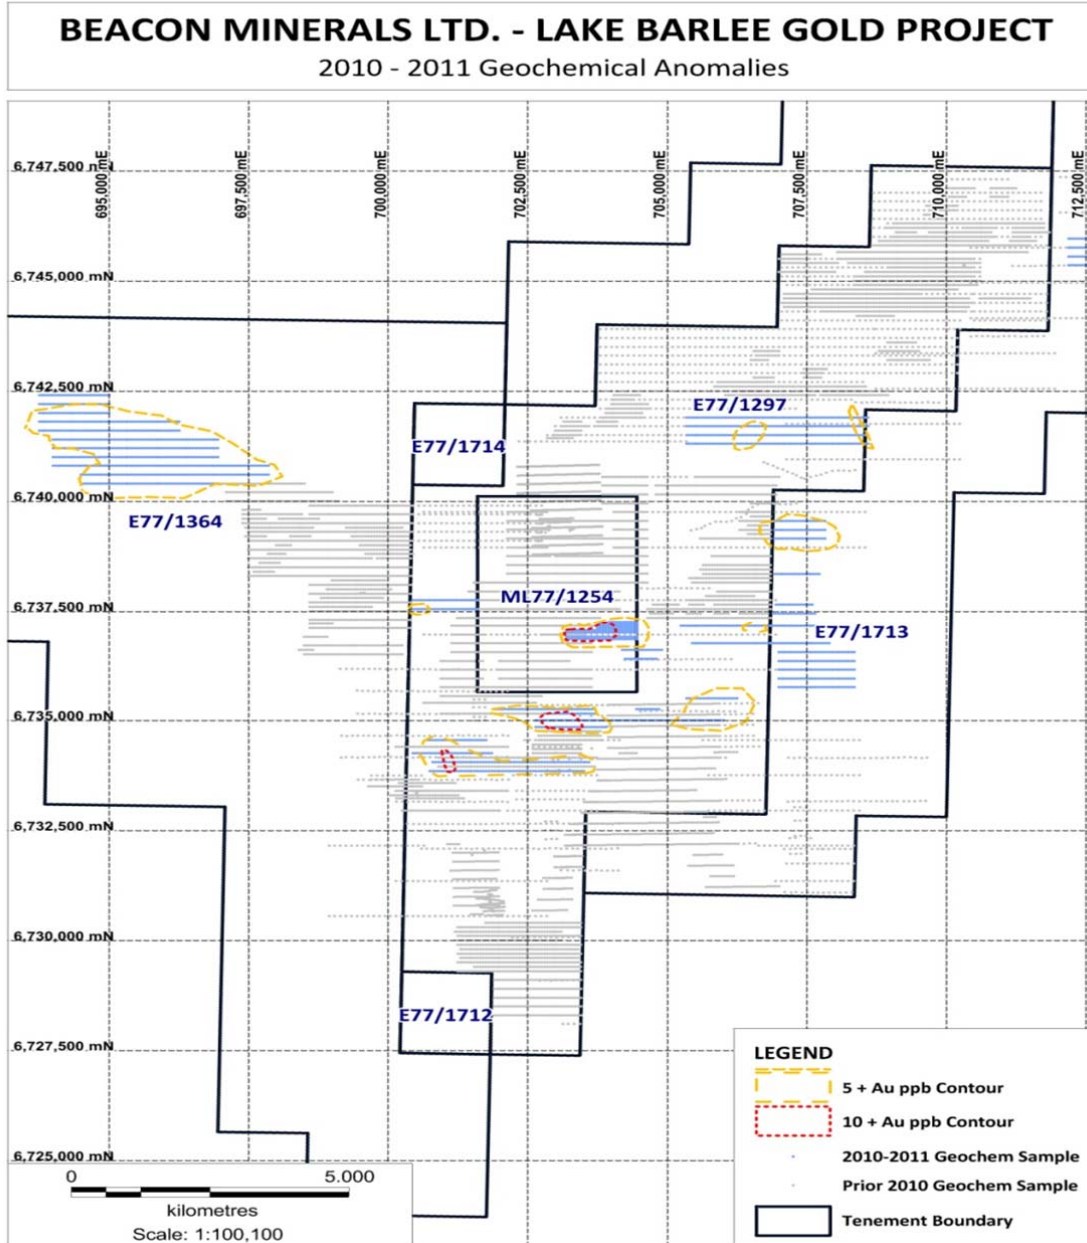 BEACON MINERALS LTD. - LAKE BARLEE GOLD PROJECT
2010 - 2011 Geochemical Anomalies
695,000 mE
697,500 mE
700,000 mE
702,500 mE
705,000 mE
707,500 mE
710,000 mE
712,500 mE
6,747,500 mN
6,745,000 mN
6,742,500 mN
E77/1297
E77/1714
6,740,000 mN
E77/1364
ML77/1254
6,737,500 mN
E77/1713
6,735,000 mN
6,732,500 mN
6,730,000 mN
E77/1712
6,727,500 mN
LEGEND
5 + Au ppb Contour
10 + Au ppb Contour
2010-2011 Geochem Sample
Prior 2010 Geochem Sample
Tenement Boundary
6,725,000 mN
0 5.000
kilometres
Scale: 1:100,100